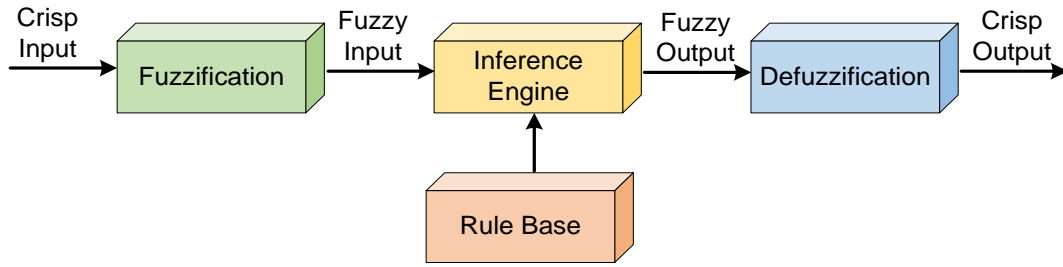 Crisp
Input
Fuzzification
Fuzzy
Input
Inference
Engine
Fuzzy
Output
Defuzzification
Crisp
Output
Rule Base